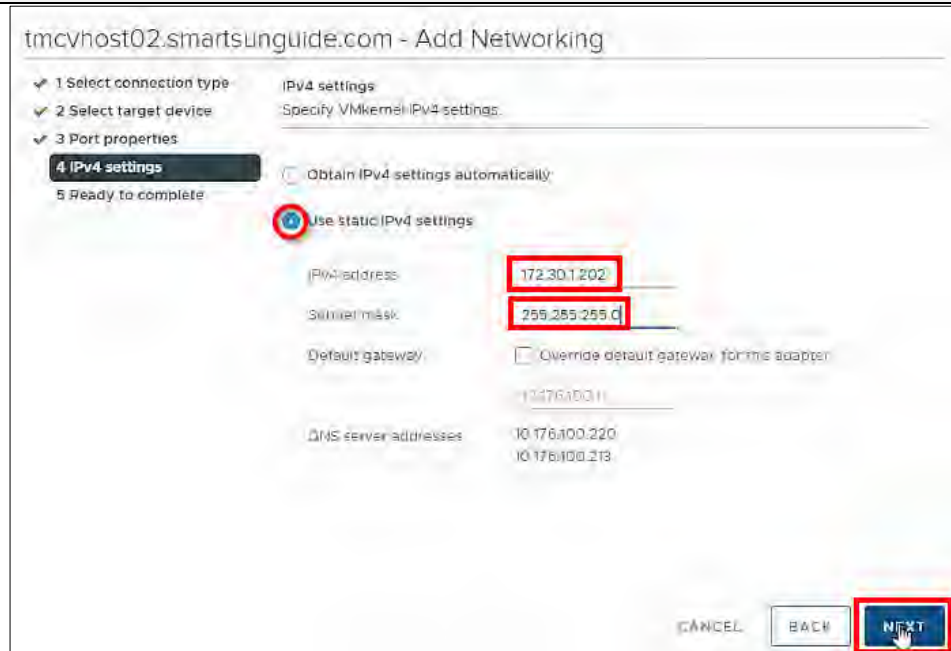 tmcvhost02.smartsunguide.com - Add Networking
1 Select connection type
2 Select target device
3 Port properties
4 IPv4 settings
5 Ready to complete
IPv4 settings
Specify VMkernel IPv4 settings.
Obtain IPv4 settings automatically
Use static IPv4 settings
IPv4 address 172.30.1.202
Subnet mask 255.255.255.0
Default gateway Override default gateway for this adapter
DNS server addresses 10.176.100.220
10.176.100.213
CANCEL BACK NEXT